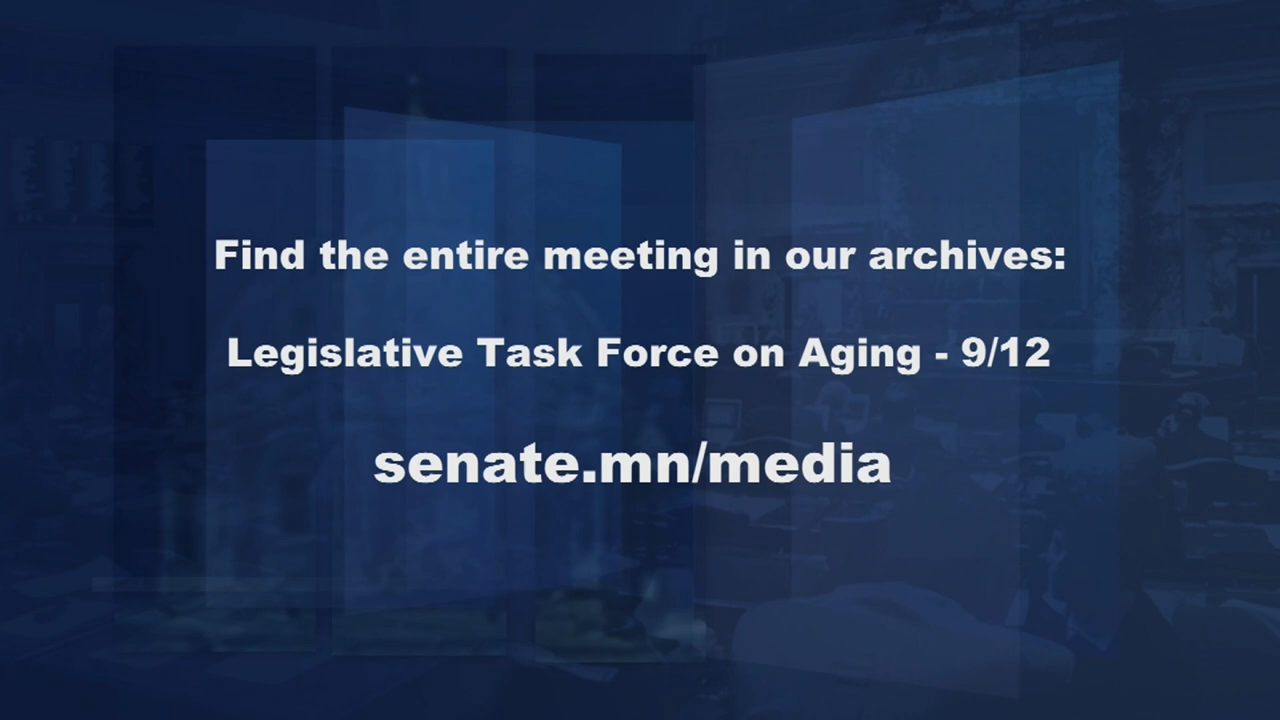 Find the entire meeting in our archives:
Legislative Task Force on Aging - 9/12
senate.mn/media